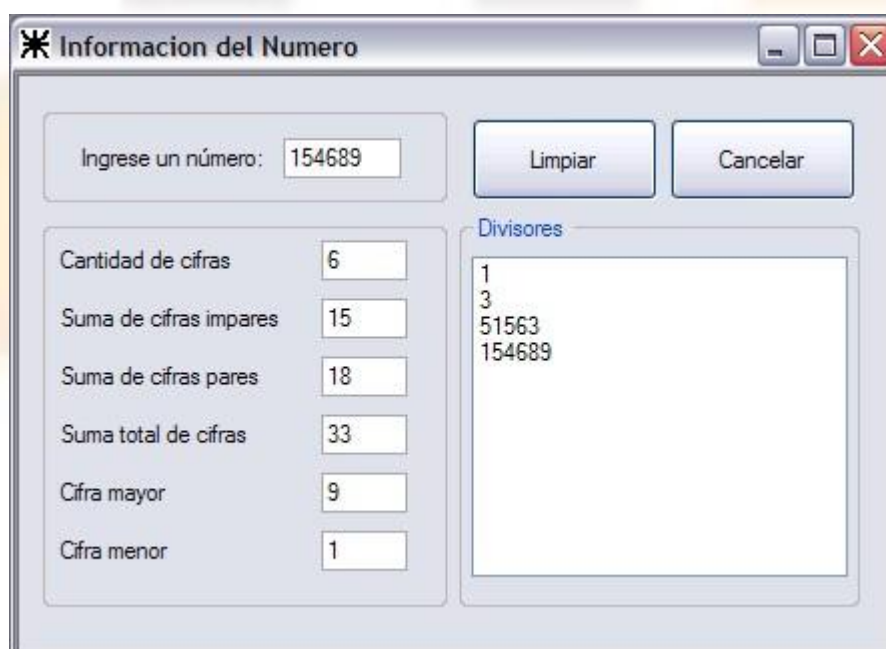 Informacion del Numero
Ingrese un número: 154689
Limpiar
Cancelar
Cantidad de cifras 6
Suma de cifras impares 15
Suma de cifras pares 18
Suma total de cifras 33
Cifra mayor 9
Cifra menor 1
Divisores
1
3
51563
154689